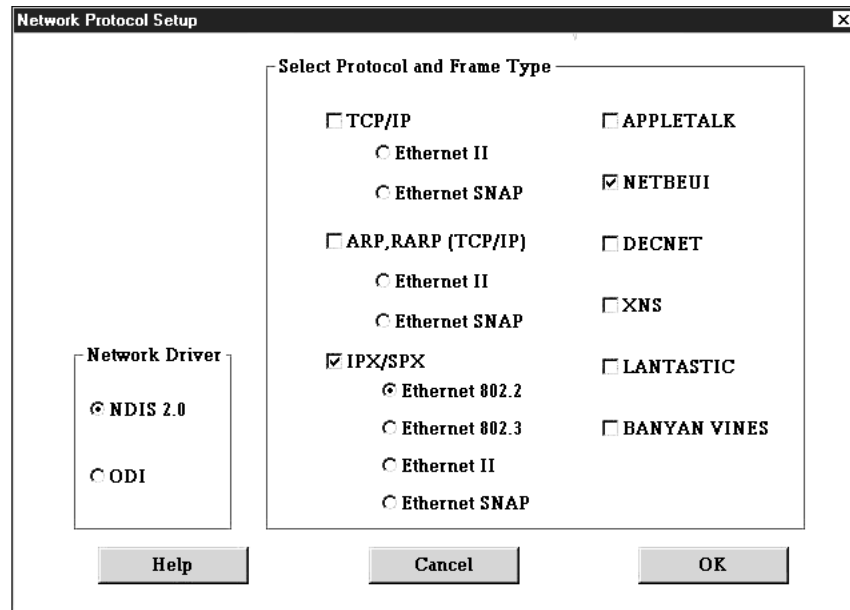 Network Protocol Setup
Select Protocol and Frame Type
TCP/IP
Ethernet II
Ethernet SNAP
ARP,RARP (TCP/IP)
Ethernet II
Ethernet SNAP
IPX/SPX
Ethernet 802.2
Ethernet 802.3
Ethernet II
Ethernet SNAP
APPLETALK
NETBEUI
DECNET
XNS
LANTASTIC
BANYAN VINES
Network Driver
NDIS 2.0
ODI
Help
Cancel
OK